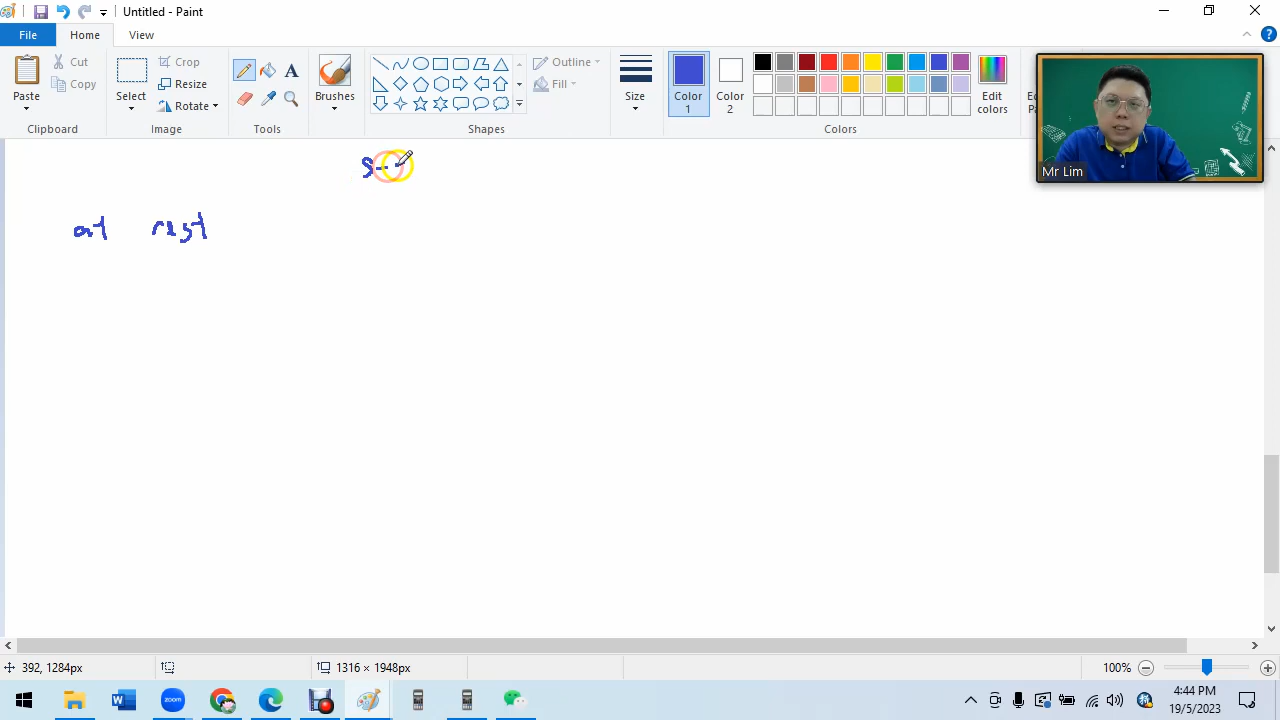 Untitled - Paint
File Home View
Paste Cut Copy Clipboard
Select Crop Resize Rotate Image
Tools
Brushes
Shapes Outline Fill
Size
Color 1 Color 2 Edit colors Colors
Mr Lim
s-
at rest
392, 1284px 1316 × 1948px 100%
zoom 4:44 PM
19/5/2023